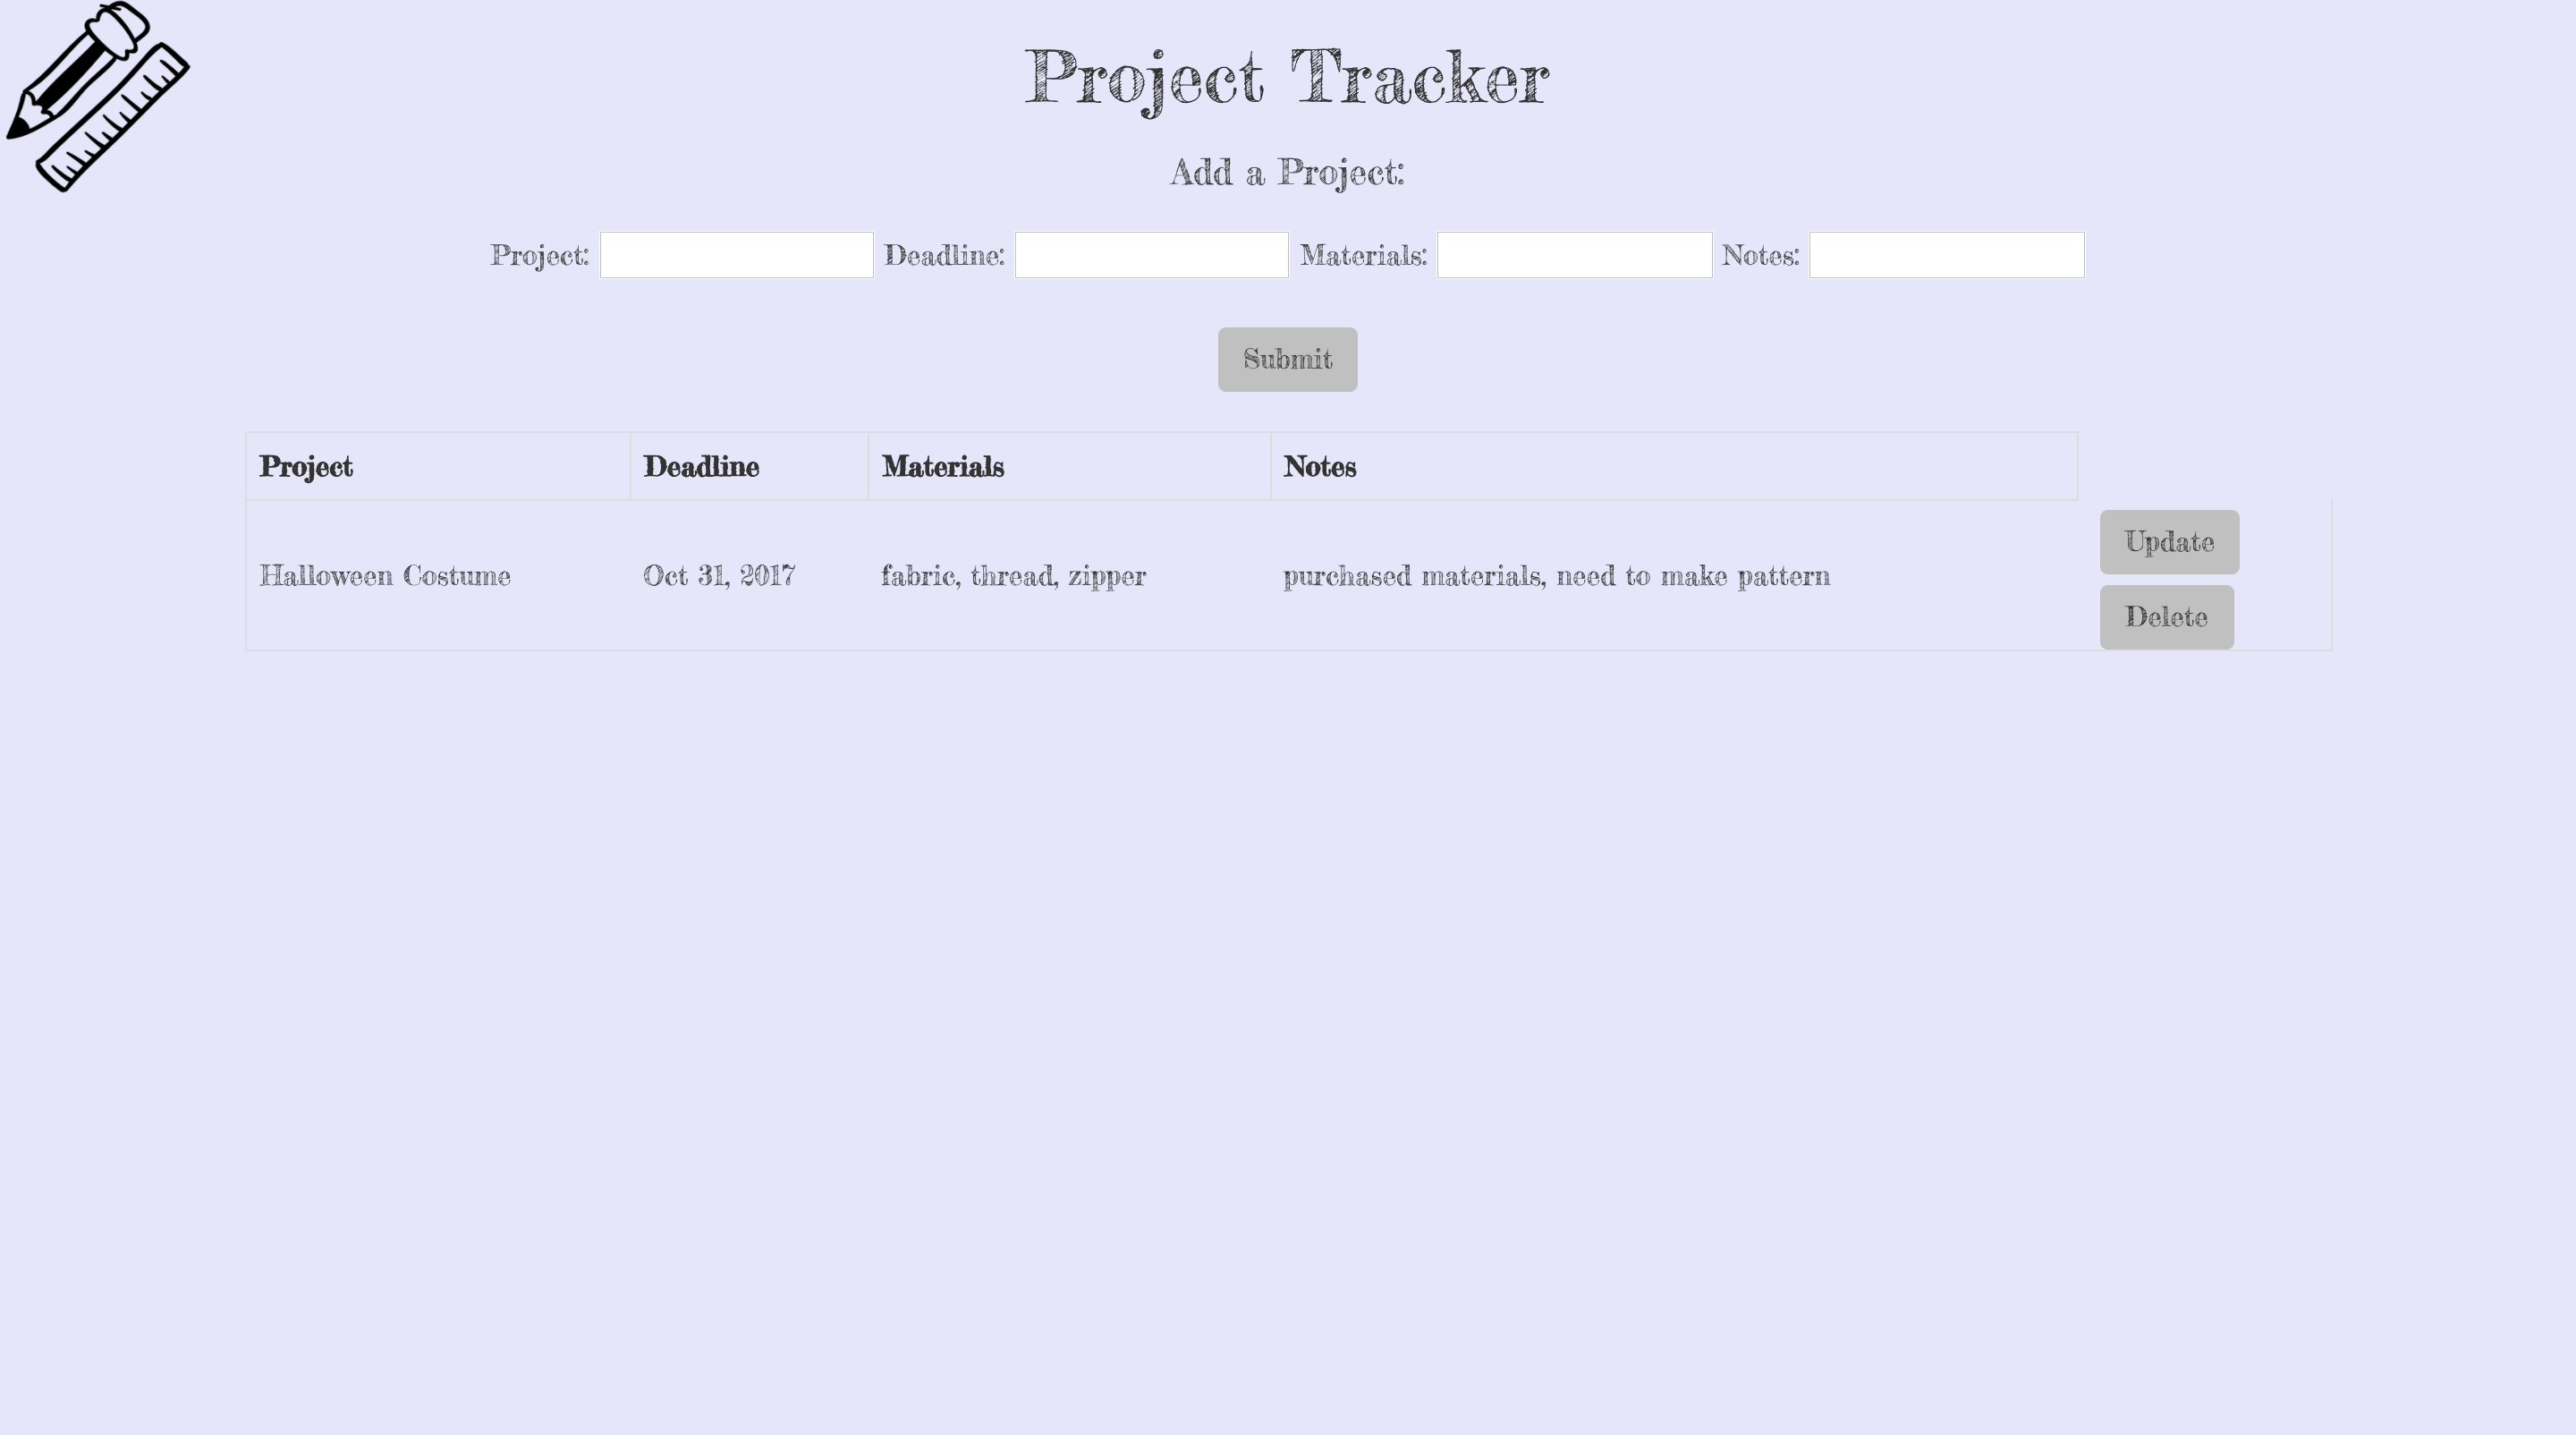 Project Tracker
Add a Project:
Project: Deadline: Materials: Notes:
Submit
Project Deadline Materials Notes
Update
Halloween Costume Oct 31, 2017 fabric, thread, zipper purchased materials, need to make pattern
Delete